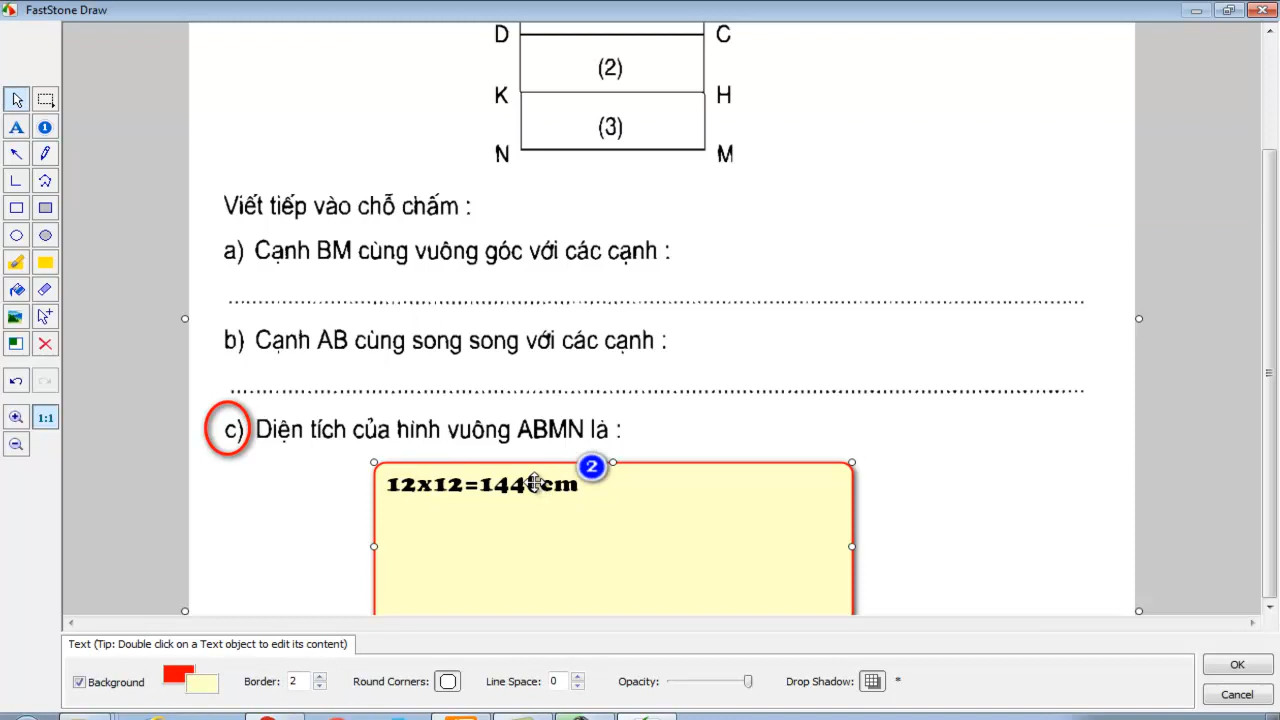 FastStone Draw
D C
(2)
K H
(3)
N M
Viết tiếp vào chỗ chấm :
a) Cạnh BM cùng vuông góc với các cạnh :
b) Cạnh AB cùng song song với các cạnh :
c) Diện tích của hình vuông ABMN là :
2
A 1
1:1
Text (Tip: Double click on a Text object to edit its content)
Background Border: 2 Round Corners: Line Space: 0 Opacity: Drop Shadow: *
OK
Cancel